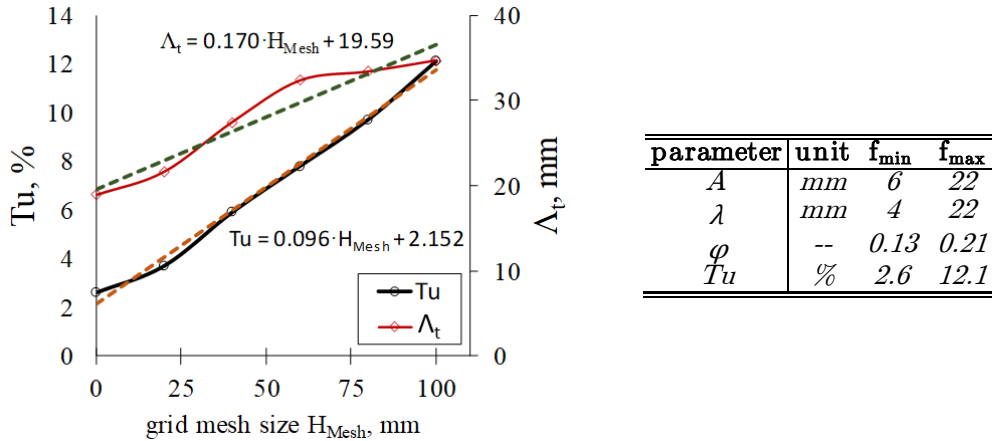 14
12
10
8
6
4
2
0
Tu, %
40
30
20
10
0
Λt, mm
Λt = 0.170·HMesh + 19.59
Tu = 0.096·HMesh + 2.152
Tu
Λt
0 25 50 75 100
grid mesh size HMesh, mm
parameter unit fmin fmax
A mm 6 22
λ mm 4 22
φ -- 0.13 0.21
Tu % 2.6 12.1